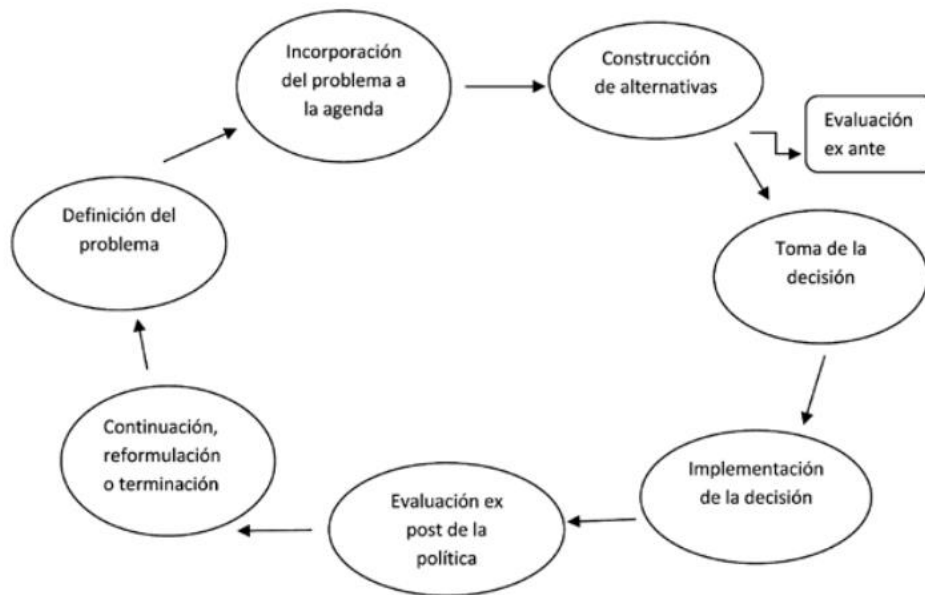 Incorporación
del problema a
la agenda
Construcción
de alternativas
Evaluación
ex ante
Definición del
problema
Toma de la
decisión
Continuación,
reformulación
o terminación
Implementación
de la decisión
Evaluación ex
post de la
política